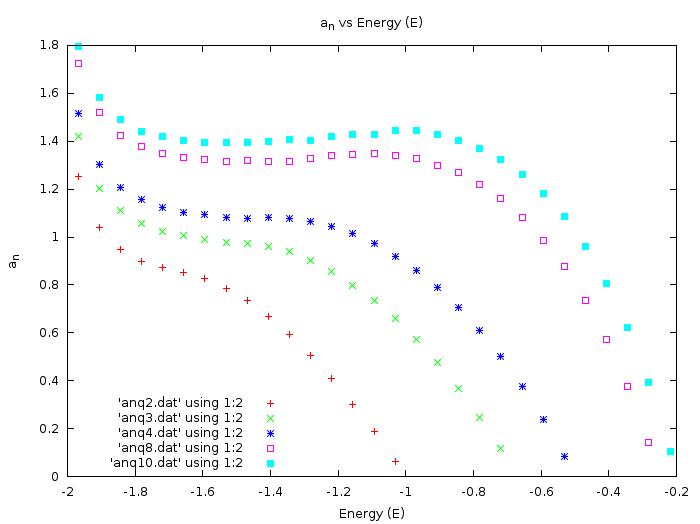 aₙ vs Energy (E)
1.8
1.6
1.4
1.2
1
0.8
0.6
0.4
0.2
0
aₙ
'anq2.dat' using 1:2
'anq3.dat' using 1:2
'anq4.dat' using 1:2
'anq8.dat' using 1:2
'anq10.dat' using 1:2
-2 -1.8 -1.6 -1.4 -1.2 -1 -0.8 -0.6 -0.4 -0.2
Energy (E)